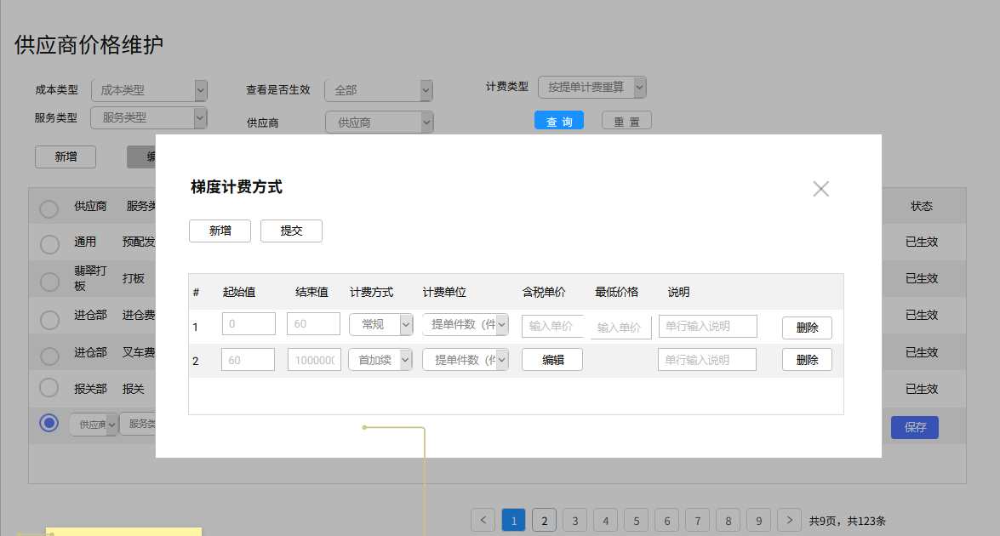 供应商价格维护
成本类型 成本类型 查看是否生效 全部 计费类型 按提单计费重算
服务类型 服务类型 供应商 供应商 查 询 重 置
新增
梯度计费方式
新增 提交
供应商 服务类 状态
通用 预配发 已生效
翡翠打
板 打板 已生效
进仓部 进仓费 已生效
进仓部 叉车费 已生效
报关部 报关 已生效
供应商 服务类 保存
# 起始值 结束值 计费方式 计费单位 含税单价 最低价格 说明
1 0 60 常规 提单件数（件 输入单价 输入单价 单行输入说明 删除
2 60 100000 首加续 提单件数（件 编辑 单行输入说明 删除
< 1 2 3 4 5 6 7 8 9 > 共9页，共123条